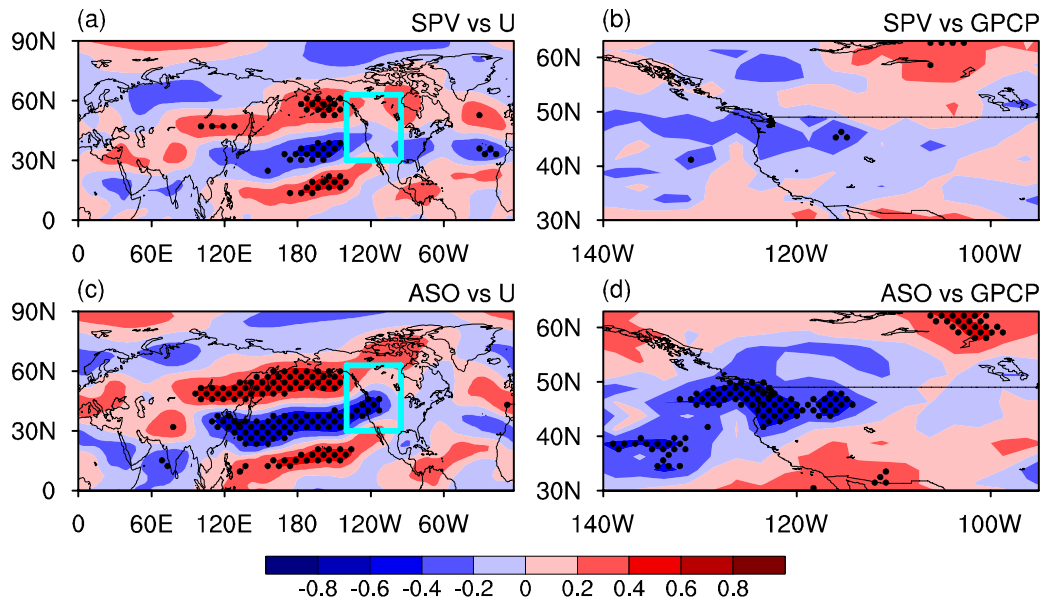 (a) SPV vs U
90N
60N
30N
0
0 60E 120E 180 120W 60W
(b) SPV vs GPCP
60N
50N
40N
30N
140W 120W 100W
(c) ASO vs U
90N
60N
30N
0
0 60E 120E 180 120W 60W
(d) ASO vs GPCP
60N
50N
40N
30N
140W 120W 100W
-0.8 -0.6 -0.4 -0.2 0 0.2 0.4 0.6 0.8